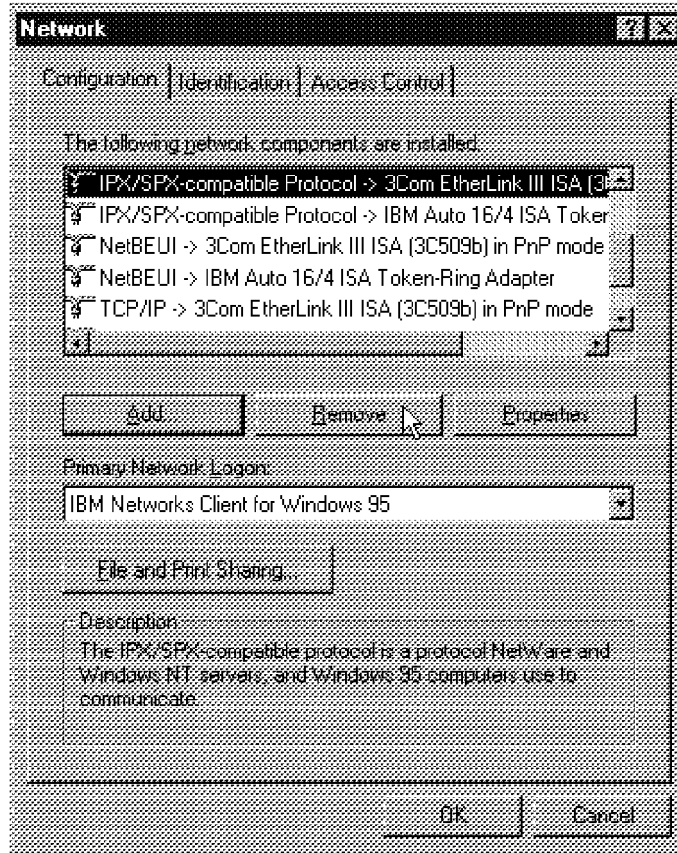 Network
Configuration Identification Access Control
The following network components are installed:
IPX/SPX-compatible Protocol -> 3Com EtherLink III ISA (3
IPX/SPX-compatible Protocol -> IBM Auto 16/4 ISA Token
NetBEUI -> 3Com EtherLink III ISA (3C509b) in PnP mode
NetBEUI -> IBM Auto 16/4 ISA Token-Ring Adapter
TCP/IP -> 3Com EtherLink III ISA (3C509b) in PnP mode
Add... Remove Properties
Primary Network Logon:
IBM Networks Client for Windows 95
File and Print Sharing...
Description
The IPX/SPX-compatible protocol is a protocol NetWare and
Windows NT servers, and Windows 95 computers use to
communicate.
OK Cancel